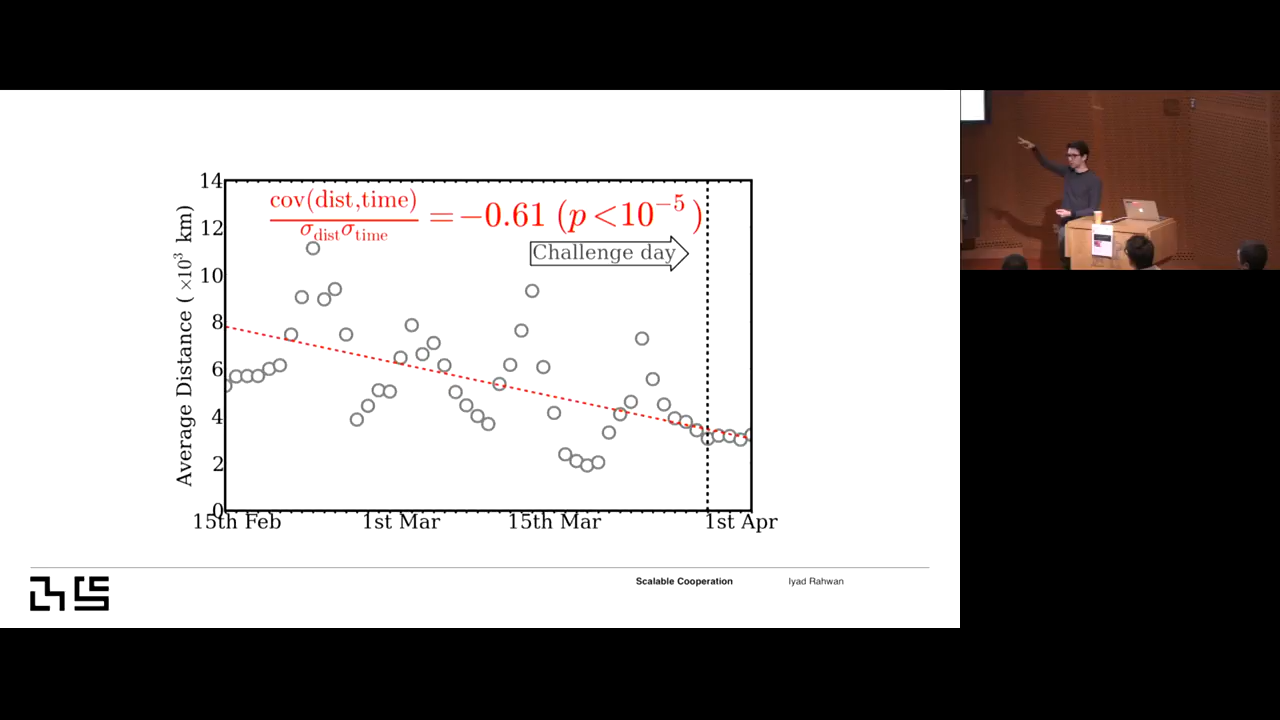 14
12
10
8
6
4
2
0
Average Distance ( ×10³ km)
cov(dist,time)
σdistσtime
=−0.61 (p<10−5)
Challenge day
15th Feb
1st Mar
15th Mar
1st Apr
Scalable Cooperation
Iyad Rahwan